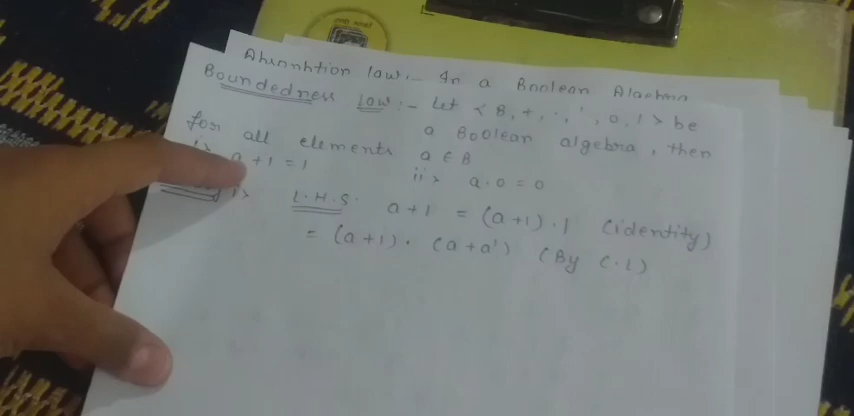 law :- In a Boolean Algebra
Boundedness law :- Let < B, +, ·, ', 0, 1 > be
a Boolean algebra, then
for all elements a ∈ B
i> a + 1 = 1 ii> a · 0 = 0
i> L.H.S. a + 1 = (a + 1) · 1 (identity)
= (a + 1) · (a + a') (By C.L)